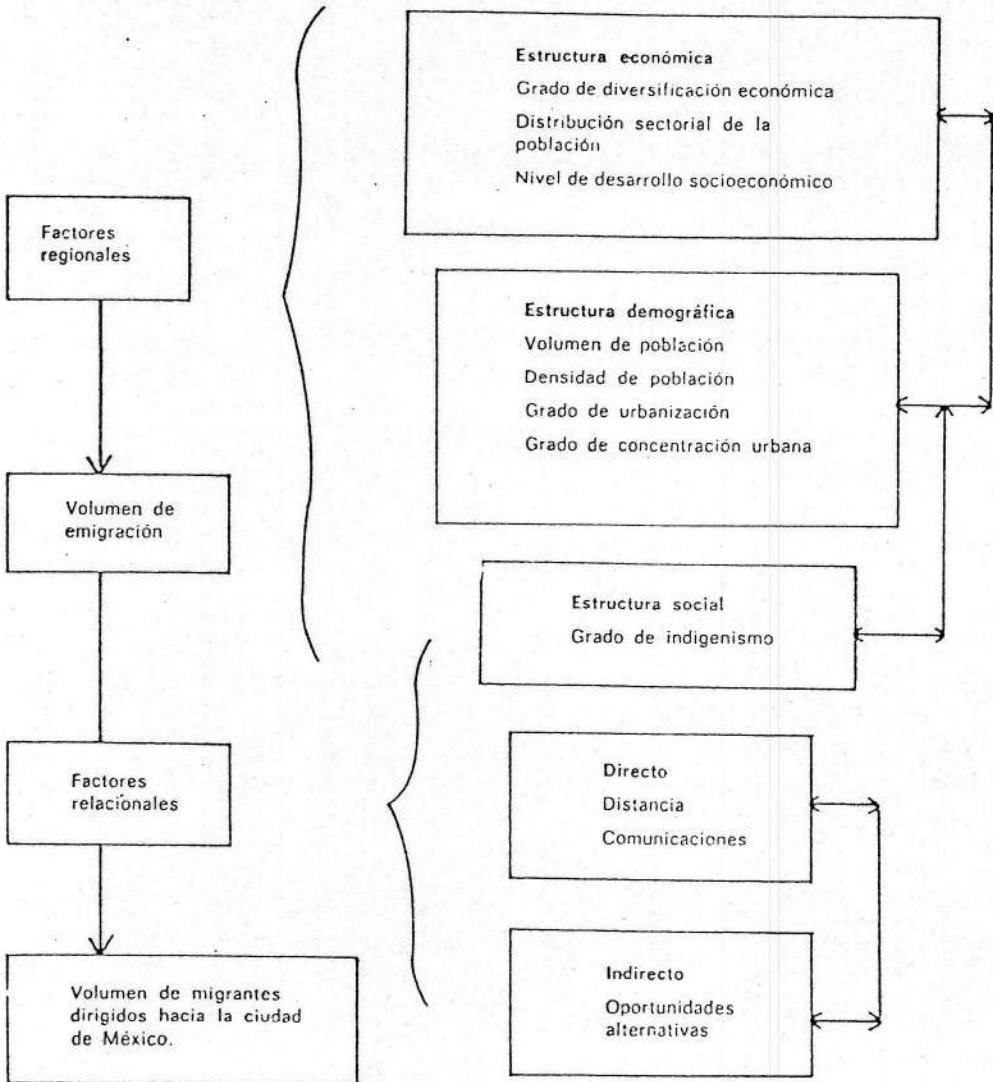 Factores
regionales
Volumen de
emigración
Factores
relacionales
Volumen de migrantes
dirigidos hacia la ciudad
de México.
Estructura económica
Grado de diversificación económica
Distribución sectorial de la
población
Nivel de desarrollo socioeconómico
Estructura demográfica
Volumen de población
Densidad de población
Grado de urbanización
Grado de concentración urbana
Estructura social
Grado de indigenismo
Directo
Distancia
Comunicaciones
Indirecto
Oportunidades
alternativas